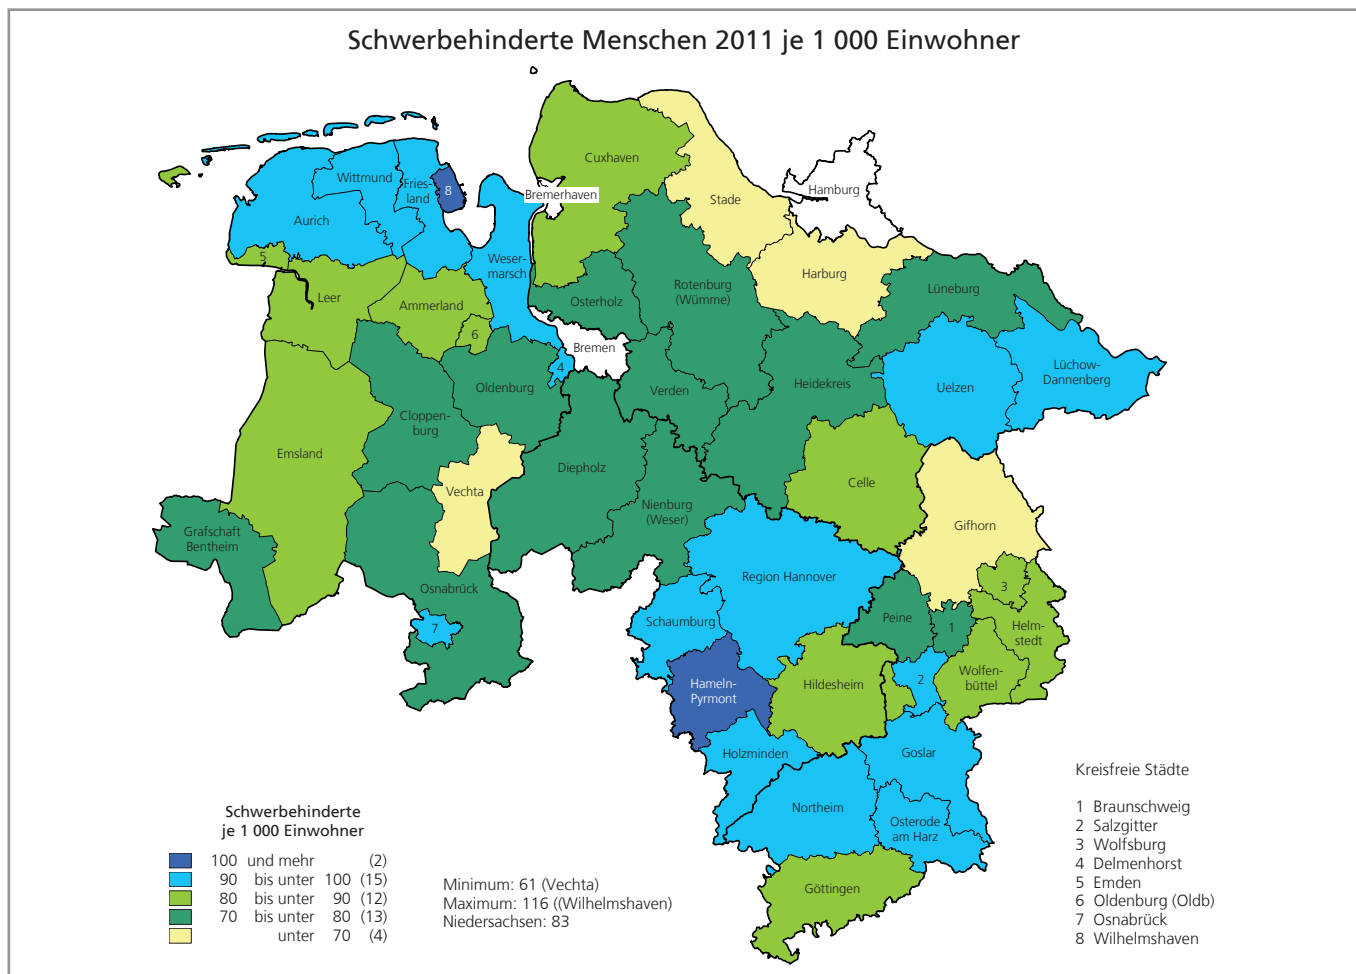 Schwerbehinderte Menschen 2011 je 1 000 Einwohner
Cuxhaven
Wittmund
Fries-
land
8
Bremerhaven
Hamburg
Stade
Aurich
5
Weser-
marsch
Harburg
Leer
Ammerland
Osterholz
Rotenburg
(Wümme)
Lüneburg
6
Bremen
4
Oldenburg
Verden
Heidekreis
Uelzen
Lüchow-
Dannenberg
Cloppen-
burg
Emsland
Diepholz
Vechta
Celle
Nienburg
(Weser)
Gifhorn
Grafschaft
Bentheim
Region Hannover
Osnabrück
3
7
Schaumburg
Peine
1
Helm-
stedt
Hameln-
Pyrmont
Hildesheim
2
Wolfen-
büttel
Holzminden
Goslar
Northeim
Osterode
am Harz
Göttingen
Schwerbehinderte
je 1 000 Einwohner
100 und mehr (2)
90 bis unter 100 (15)
80 bis unter 90 (12)
70 bis unter 80 (13)
unter 70 (4)
Minimum: 61 (Vechta)
Maximum: 116 ((Wilhelmshaven)
Niedersachsen: 83
Kreisfreie Städte
1 Braunschweig
2 Salzgitter
3 Wolfsburg
4 Delmenhorst
5 Emden
6 Oldenburg (Oldb)
7 Osnabrück
8 Wilhelmshaven